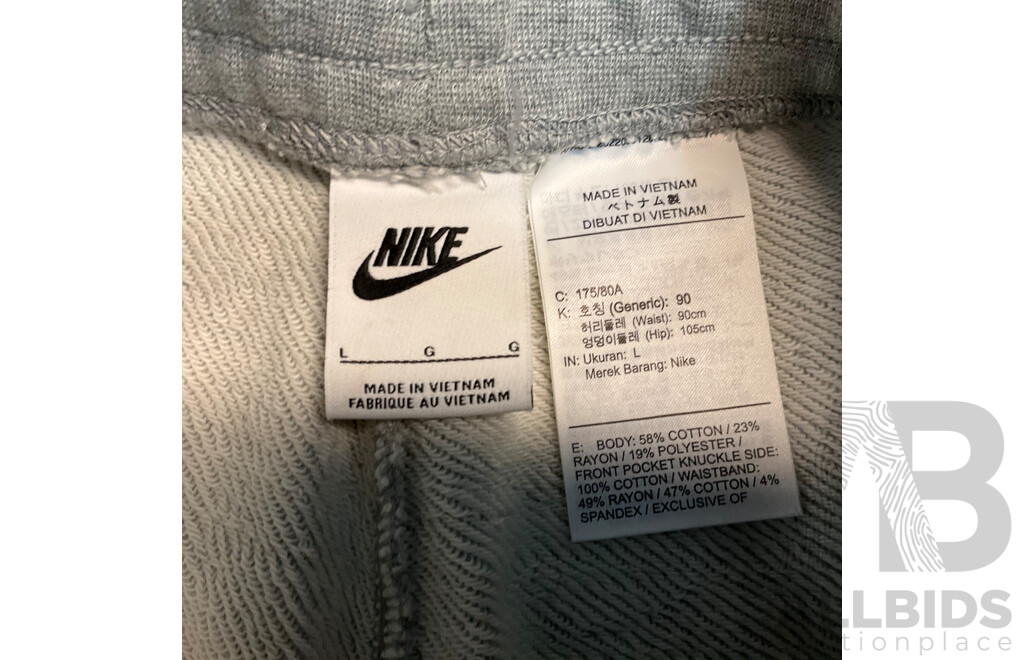 NIKE
L G G
MADE IN VIETNAM
FABRIQUE AU VIETNAM
MADE IN VIETNAM
ベトナム製
DIBUAT DI VIETNAM
C: 175/80A
K: 호칭 (Generic): 90
허리둘레 (Waist): 90cm
엉덩이둘레 (Hip): 105cm
IN: Ukuran: L
Merek Barang: Nike
E: BODY: 58% COTTON / 23%
RAYON / 19% POLYESTER /
FRONT POCKET KNUCKLE SIDE:
100% COTTON / WAISTBAND:
49% RAYON / 47% COTTON / 4%
SPANDEX / EXCLUSIVE OF
AB
LLBIDS
tionplace